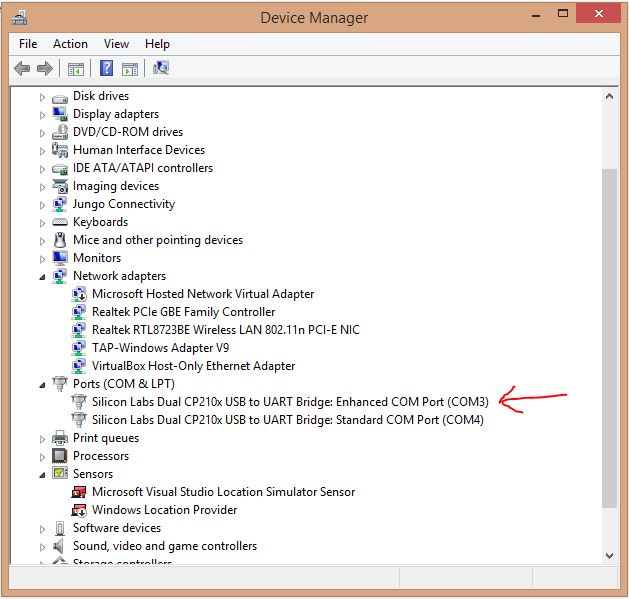 Device Manager
File Action View Help
Disk drives
Display adapters
DVD/CD-ROM drives
Human Interface Devices
IDE ATA/ATAPI controllers
Imaging devices
Jungo Connectivity
Keyboards
Mice and other pointing devices
Monitors
Network adapters
Microsoft Hosted Network Virtual Adapter
Realtek PCIe GBE Family Controller
Realtek RTL8723BE Wireless LAN 802.11n PCI-E NIC
TAP-Windows Adapter V9
VirtualBox Host-Only Ethernet Adapter
Ports (COM & LPT)
Silicon Labs Dual CP210x USB to UART Bridge: Enhanced COM Port (COM3)
Silicon Labs Dual CP210x USB to UART Bridge: Standard COM Port (COM4)
Print queues
Processors
Sensors
Microsoft Visual Studio Location Simulator Sensor
Windows Location Provider
Software devices
Sound, video and game controllers
Storage controllers